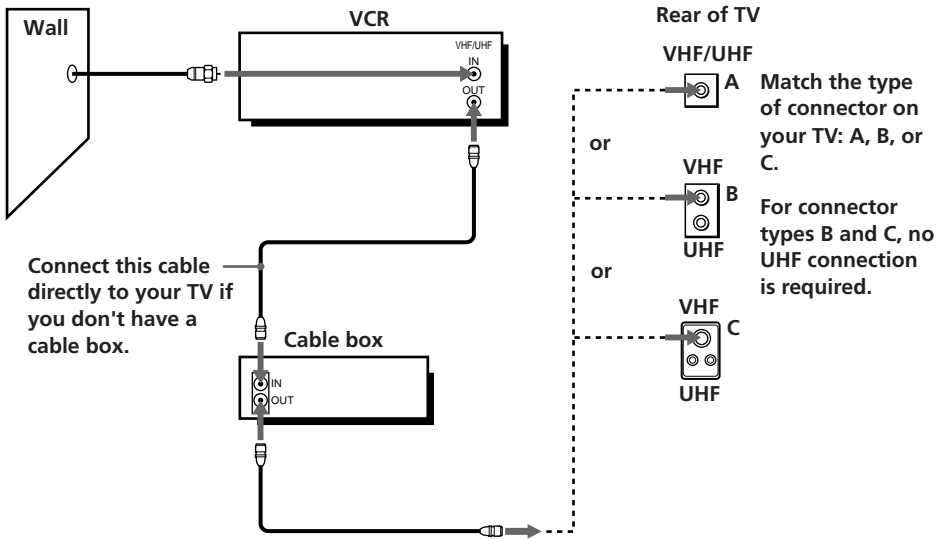 Wall
VCR
VHF/UHF
IN
OUT
Rear of TV
VHF/UHF
A
Match the type
of connector on
your TV: A, B, or
C.
or
VHF
B
UHF
For connector
types B and C, no
UHF connection
is required.
or
VHF
C
UHF
Connect this cable
directly to your TV if
you don't have a
cable box.
Cable box
IN
OUT